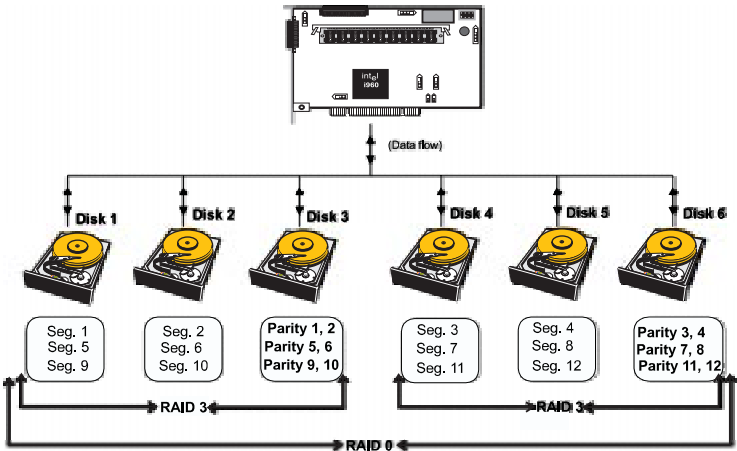 intel
i960
(Data flow)
Disk 1
Disk 2
Disk 3
Disk 4
Disk 5
Disk 6
Seg. 1
Seg. 5
Seg. 9
Seg. 2
Seg. 6
Seg. 10
Parity 1, 2
Parity 5, 6
Parity 9, 10
Seg. 3
Seg. 7
Seg. 11
Seg. 4
Seg. 8
Seg. 12
Parity 3, 4
Parity 7, 8
Parity 11, 12
RAID 3
RAID 3
RAID 0